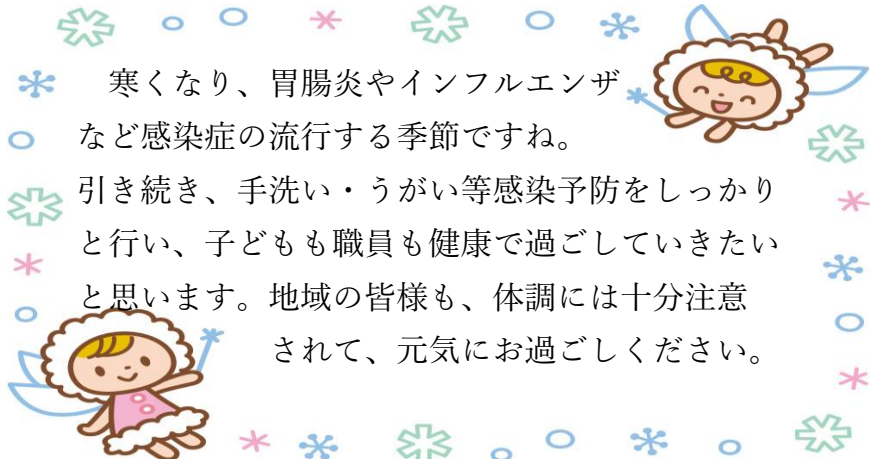 寒くなり、胃腸炎やインフルエンザ
など感染症の流行する季節ですね。
引き続き、手洗い・うがい等感染予防をしっかり
と行い、子どもも職員も健康で過ごしていきたい
と思います。地域の皆様も、体調には十分注意
されて、元気にお過ごしください。